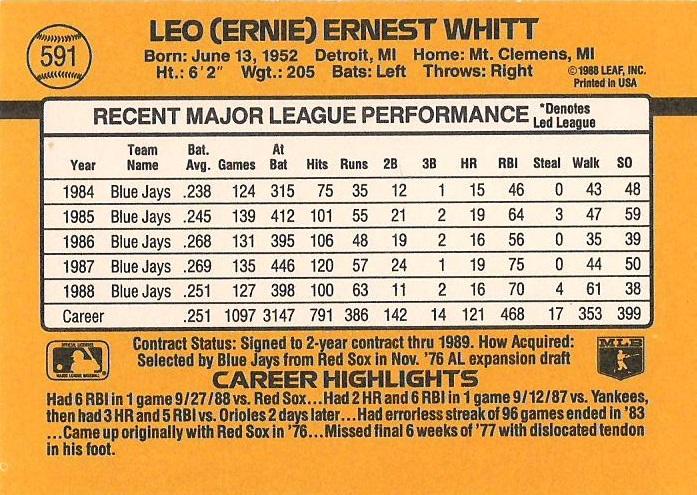 LEO (ERNIE) ERNEST WHITT
591
Born: June 13, 1952 Detroit, MI Home: Mt. Clemens, MI
Ht.: 6'2" Wgt.: 205 Bats: Left Throws: Right
©1988 LEAF, INC.
Printed in USA
RECENT MAJOR LEAGUE PERFORMANCE *Denotes Led League
Year Team Name Bat. Avg. Games At Bat Hits Runs 2B 3B HR RBI Steal Walk SO
1984 Blue Jays .238 124 315 75 35 12 1 15 46 0 43 48
1985 Blue Jays .245 139 412 101 55 21 2 19 64 3 47 59
1986 Blue Jays .268 131 395 106 48 19 2 16 56 0 35 39
1987 Blue Jays .269 135 446 120 57 24 1 19 75 0 44 50
1988 Blue Jays .251 127 398 100 63 11 2 16 70 4 61 38
Career .251 1097 3147 791 386 142 14 121 468 17 353 399
Contract Status: Signed to 2-year contract thru 1989. How Acquired:
Selected by Blue Jays from Red Sox in Nov. '76 AL expansion draft
MLB
CAREER HIGHLIGHTS
Had 6 RBI in 1 game 9/27/88 vs. Red Sox...Had 2 HR and 6 RBI in 1 game 9/12/87 vs. Yankees,
then had 3 HR and 5 RBI vs. Orioles 2 days later...Had errorless streak of 96 games ended in '83
...Came up originally with Red Sox in '76...Missed final 6 weeks of '77 with dislocated tendon
in his foot.